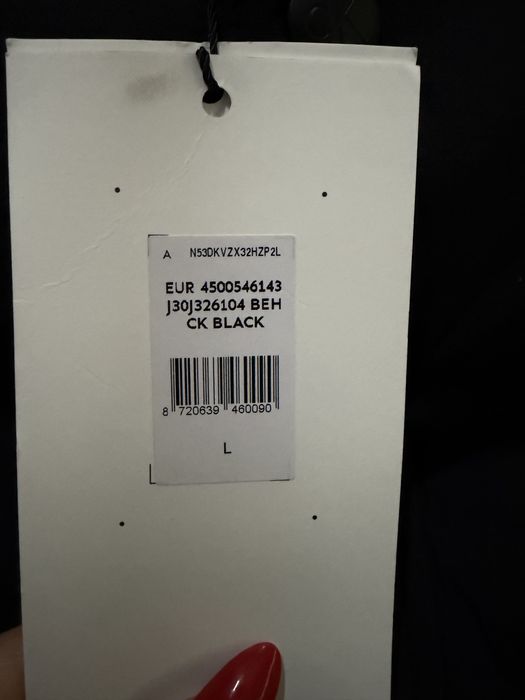 A N53DKVZX32HZP2L
EUR 4500546143
J30J326104 BEH
CK BLACK
8 720639 460090
L